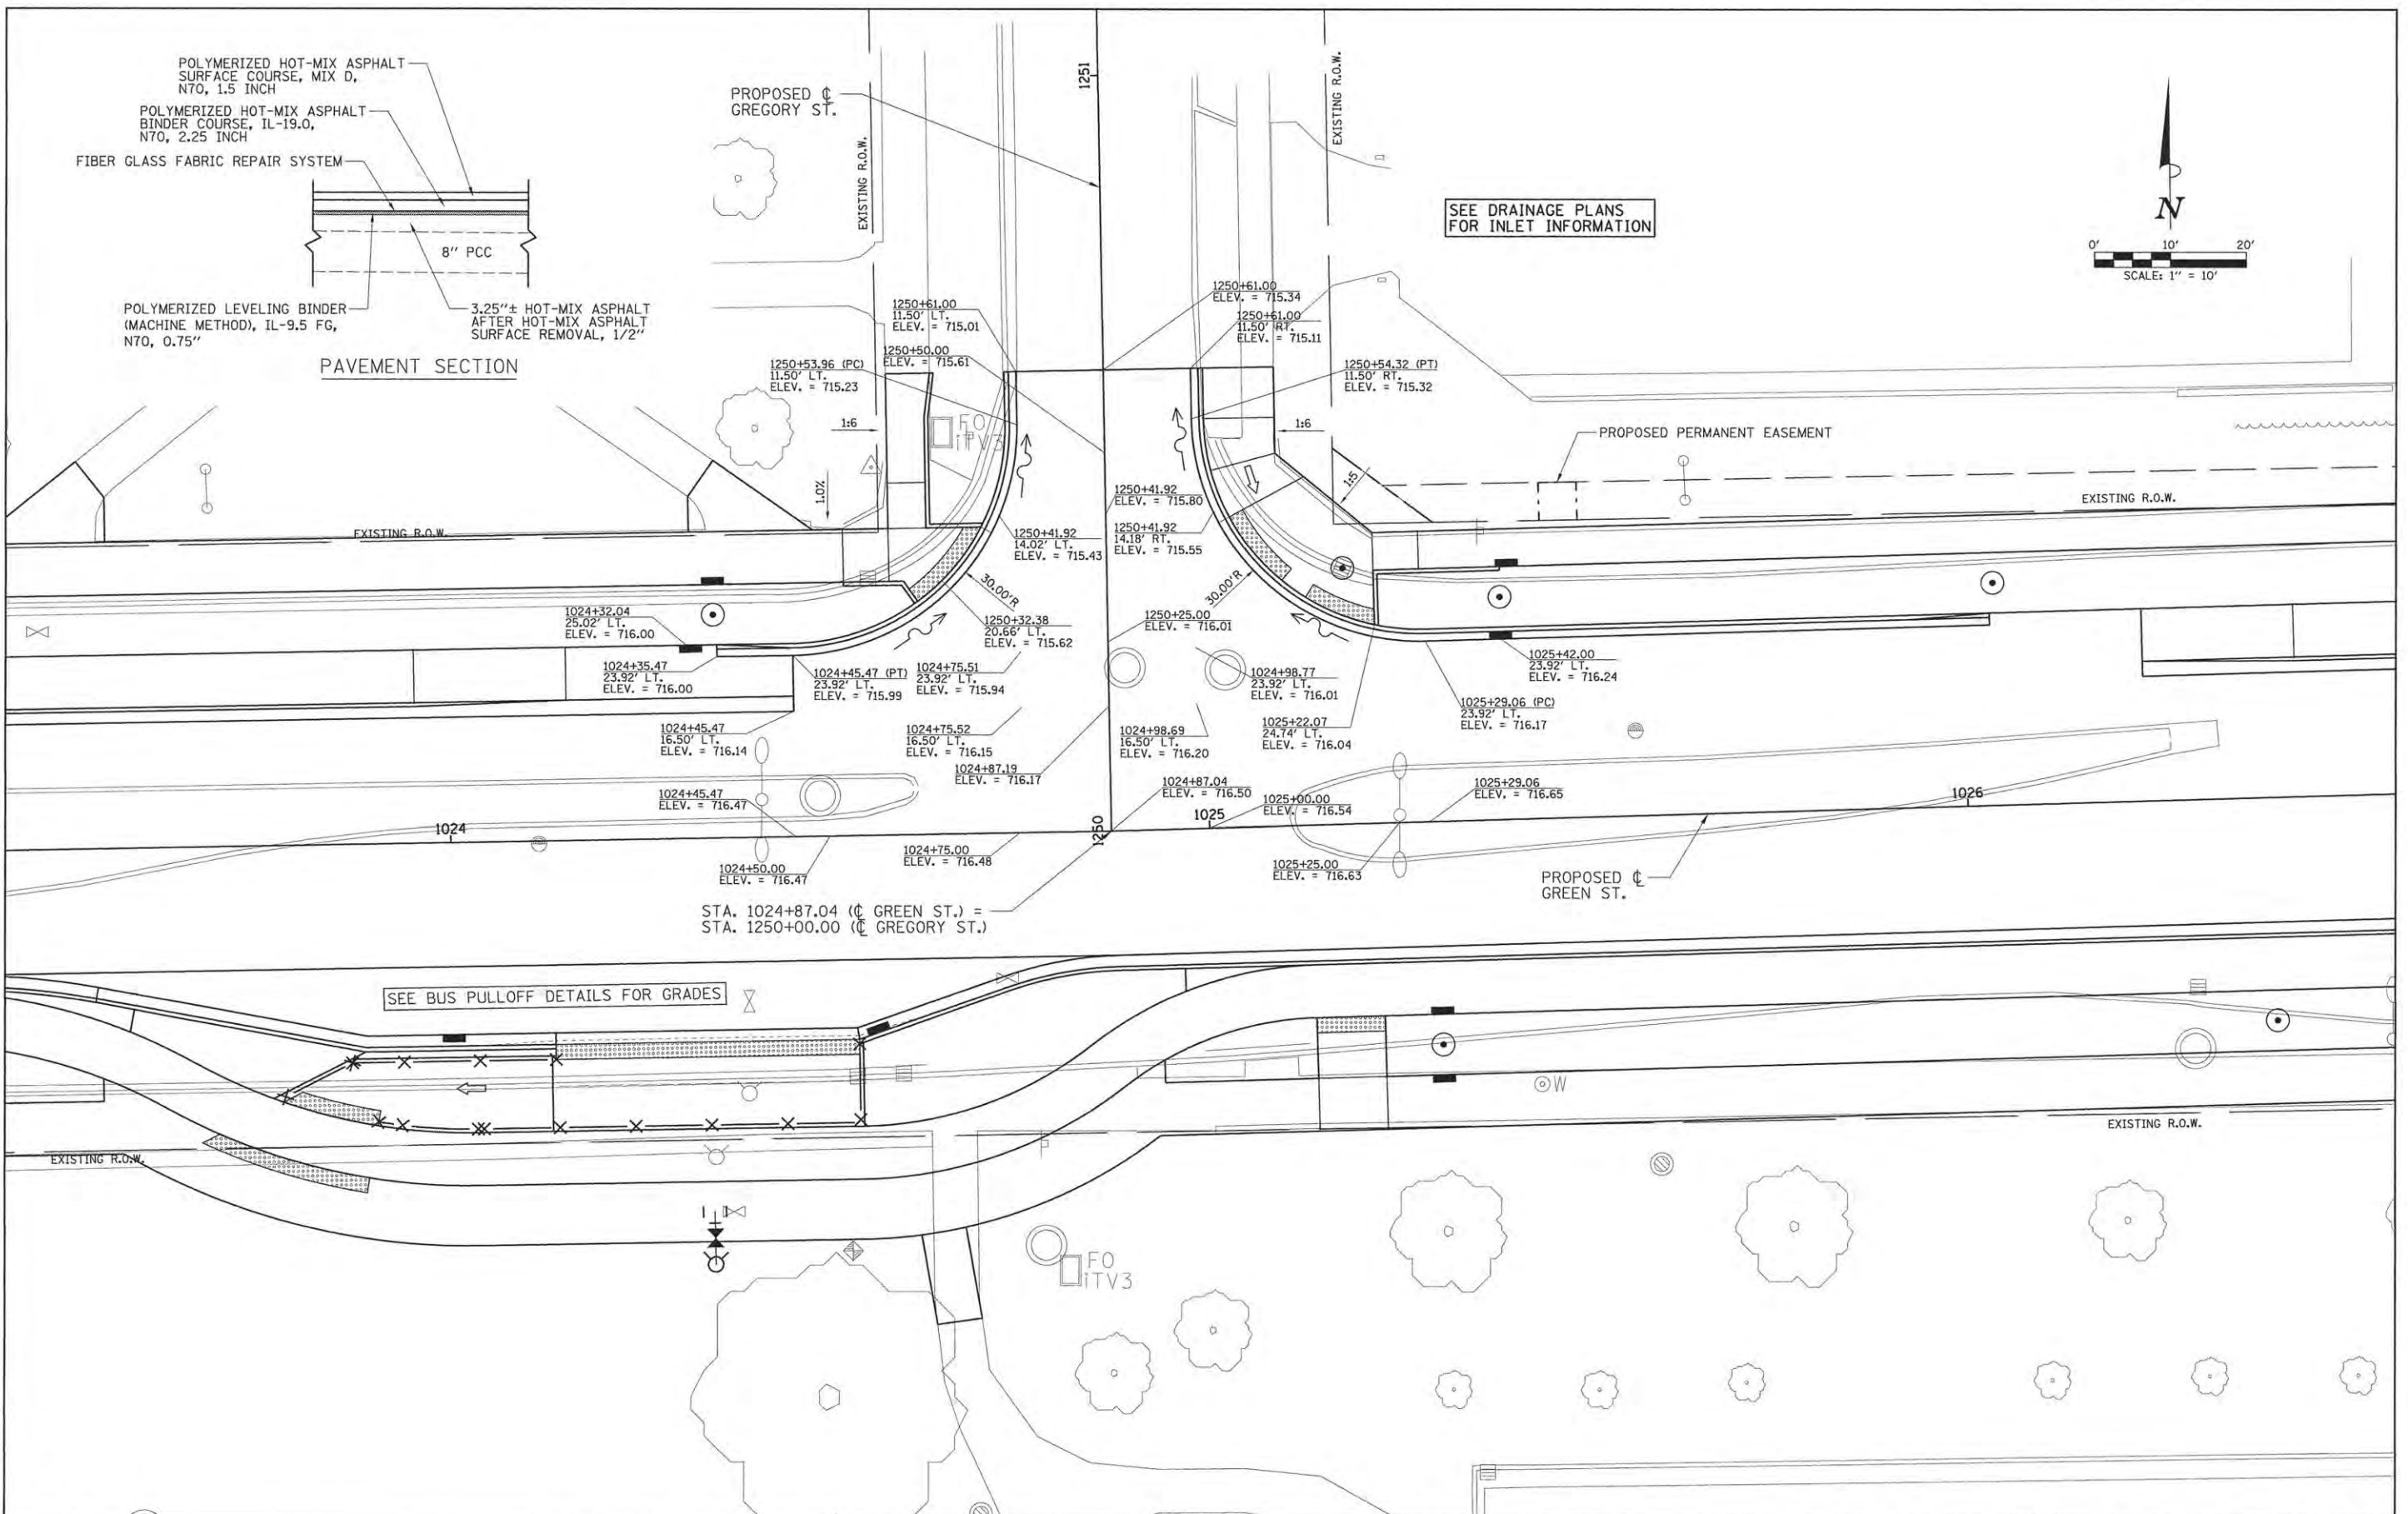 POLYMERIZED HOT-MIX ASPHALT
SURFACE COURSE, MIX D,
N70, 1.5 INCH
POLYMERIZED HOT-MIX ASPHALT
BINDER COURSE, IL-19.0,
N70, 2.25 INCH
FIBER GLASS FABRIC REPAIR SYSTEM
8" PCC
POLYMERIZED LEVELING BINDER
(MACHINE METHOD), IL-9.5 FG,
N70, 0.75"
3.25"± HOT-MIX ASPHALT
AFTER HOT-MIX ASPHALT
SURFACE REMOVAL, 1/2"
PAVEMENT SECTION
PROPOSED ℄
GREGORY ST.
EXISTING R.O.W.
1251
EXISTING R.O.W.
SEE DRAINAGE PLANS
FOR INLET INFORMATION
N
0' 10' 20'
SCALE: 1" = 10'
1250+61.00
11.50' LT.
ELEV. = 715.01
1250+50.00
ELEV. = 715.61
1250+53.96 (PC)
11.50' LT.
ELEV. = 715.23
1250+61.00
ELEV. = 715.34
1250+61.00
11.50' RT.
ELEV. = 715.11
1250+54.32 (PT)
11.50' RT.
ELEV. = 715.32
1:6
FO
iTV3
1:6
1:5
1.0%
PROPOSED PERMANENT EASEMENT
EXISTING R.O.W.
EXISTING R.O.W.
1250+41.92
ELEV. = 715.80
1250+41.92
14.18' RT.
ELEV. = 715.55
1250+41.92
14.02' LT.
ELEV. = 715.43
30.00'R
30.00'R
1250+32.38
20.66' LT.
ELEV. = 715.62
1250+25.00
ELEV. = 716.01
1024+32.04
25.02' LT.
ELEV. = 716.00
1024+35.47
23.92' LT.
ELEV. = 716.00
1024+45.47 (PT)
23.92' LT.
ELEV. = 715.99
1024+75.51
23.92' LT.
ELEV. = 715.94
1024+98.77
23.92' LT.
ELEV. = 716.01
1025+42.00
23.92' LT.
ELEV. = 716.24
1025+29.06 (PC)
23.92' LT.
ELEV. = 716.17
1025+22.07
24.74' LT.
ELEV. = 716.04
1024+45.47
16.50' LT.
ELEV. = 716.14
1024+75.52
16.50' LT.
ELEV. = 716.15
1024+98.69
16.50' LT.
ELEV. = 716.20
1024+87.19
ELEV. = 716.17
1024+87.04
ELEV. = 716.50
1024+45.47
ELEV. = 716.47
1025+00.00
ELEV. = 716.54
1025+29.06
ELEV. = 716.65
1024
1250
1025
1026
1024+50.00
ELEV. = 716.47
1024+75.00
ELEV. = 716.48
1025+25.00
ELEV. = 716.63
PROPOSED ℄
GREEN ST.
STA. 1024+87.04 (℄ GREEN ST.) =
STA. 1250+00.00 (℄ GREGORY ST.)
SEE BUS PULLOFF DETAILS FOR GRADES
W
EXISTING R.O.W.
EXISTING R.O.W.
FO
iTV3